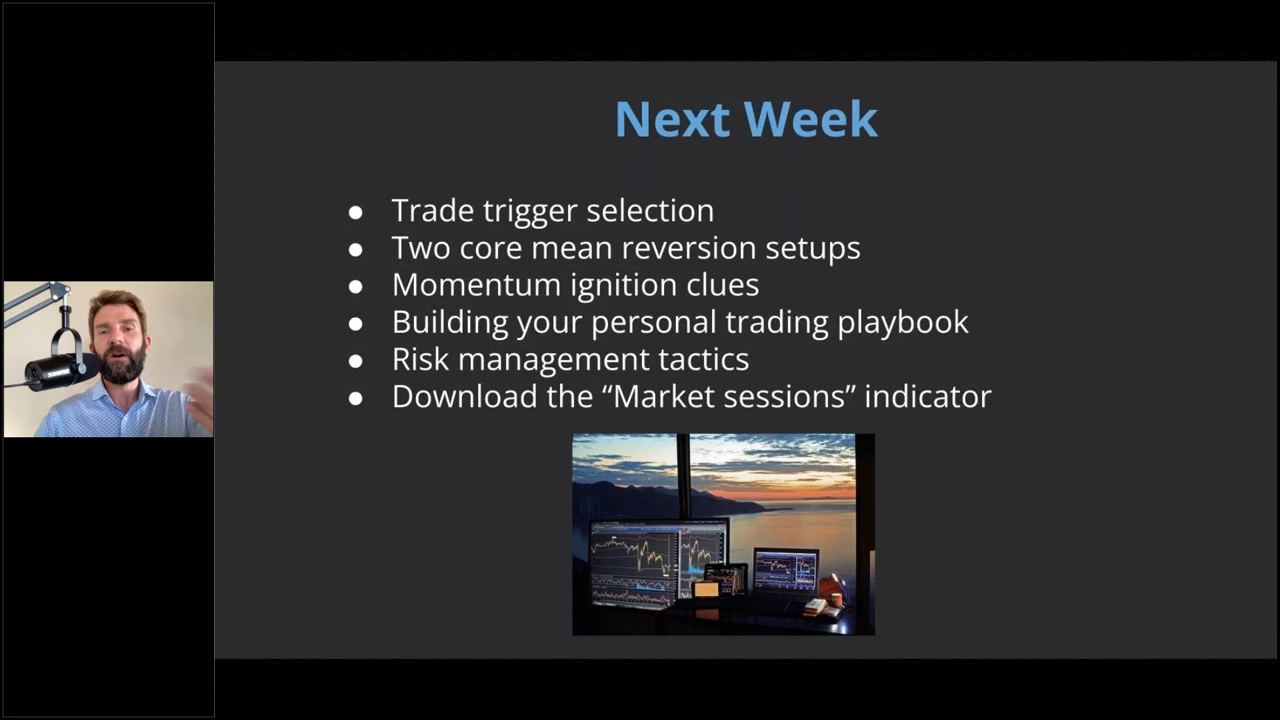 Next Week
● Trade trigger selection
● Two core mean reversion setups
● Momentum ignition clues
● Building your personal trading playbook
● Risk management tactics
● Download the “Market sessions” indicator